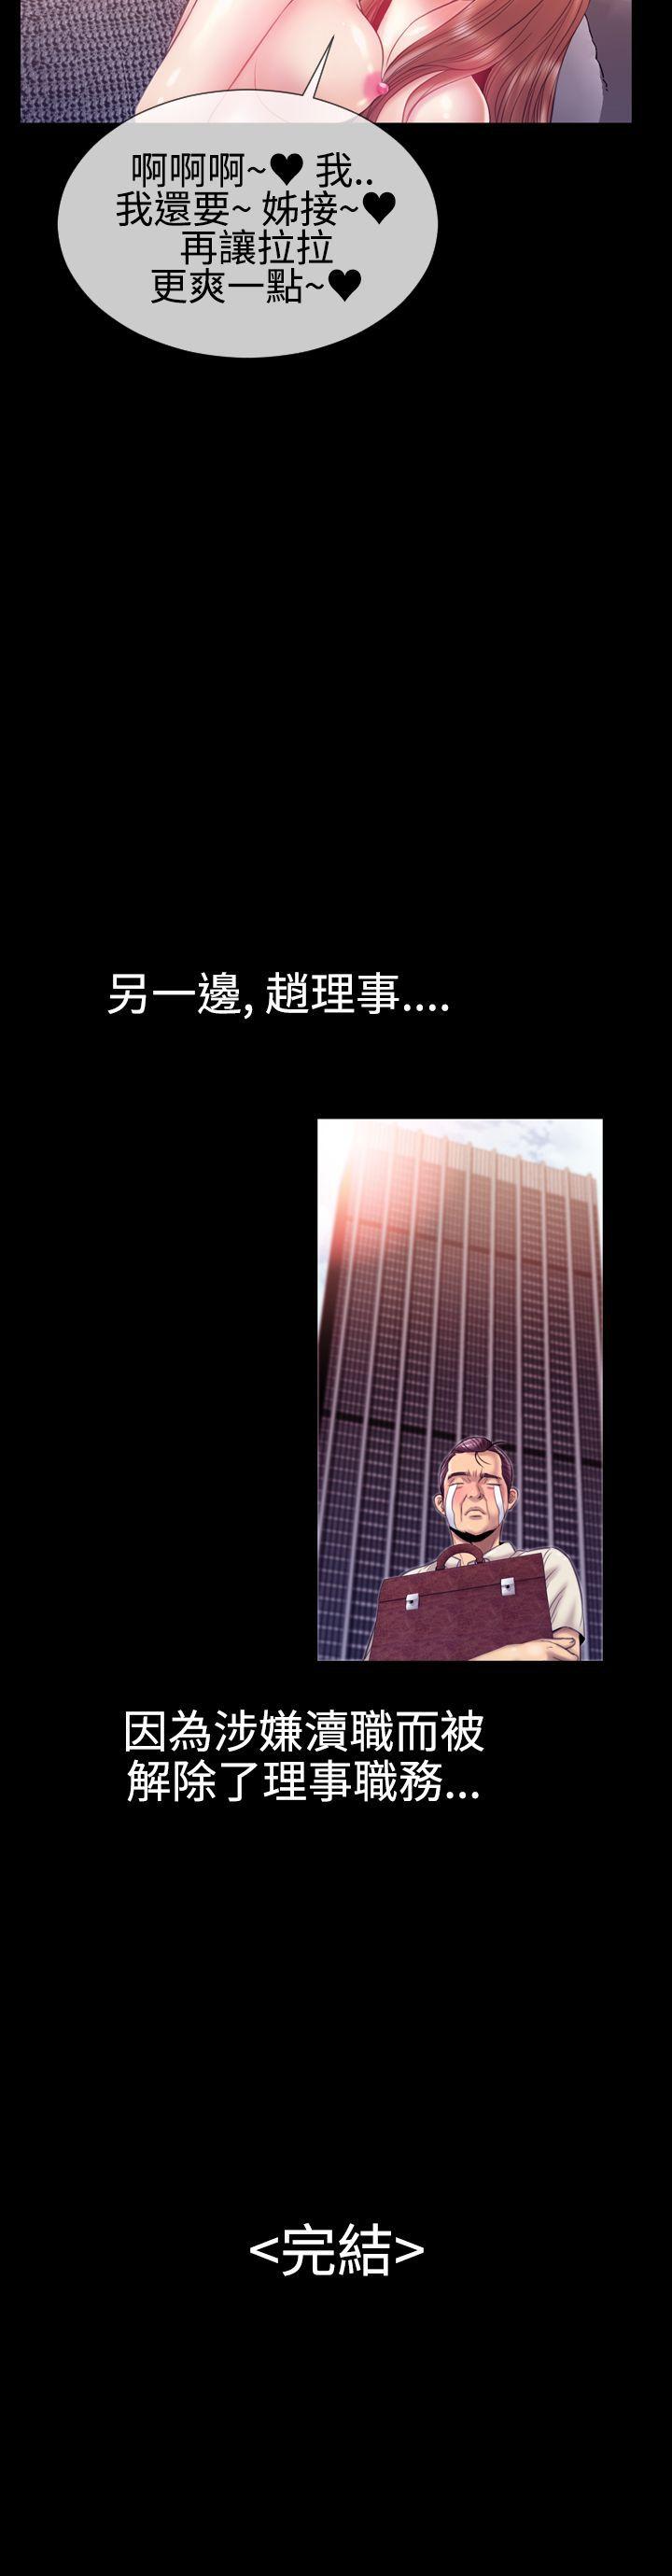 啊啊啊~♥ 我..
我還要~ 姊接~♥
再讓拉拉
更爽一點~♥
另一邊, 趙理事....
因為涉嫌瀆職而被
解除了理事職務...
<完結>